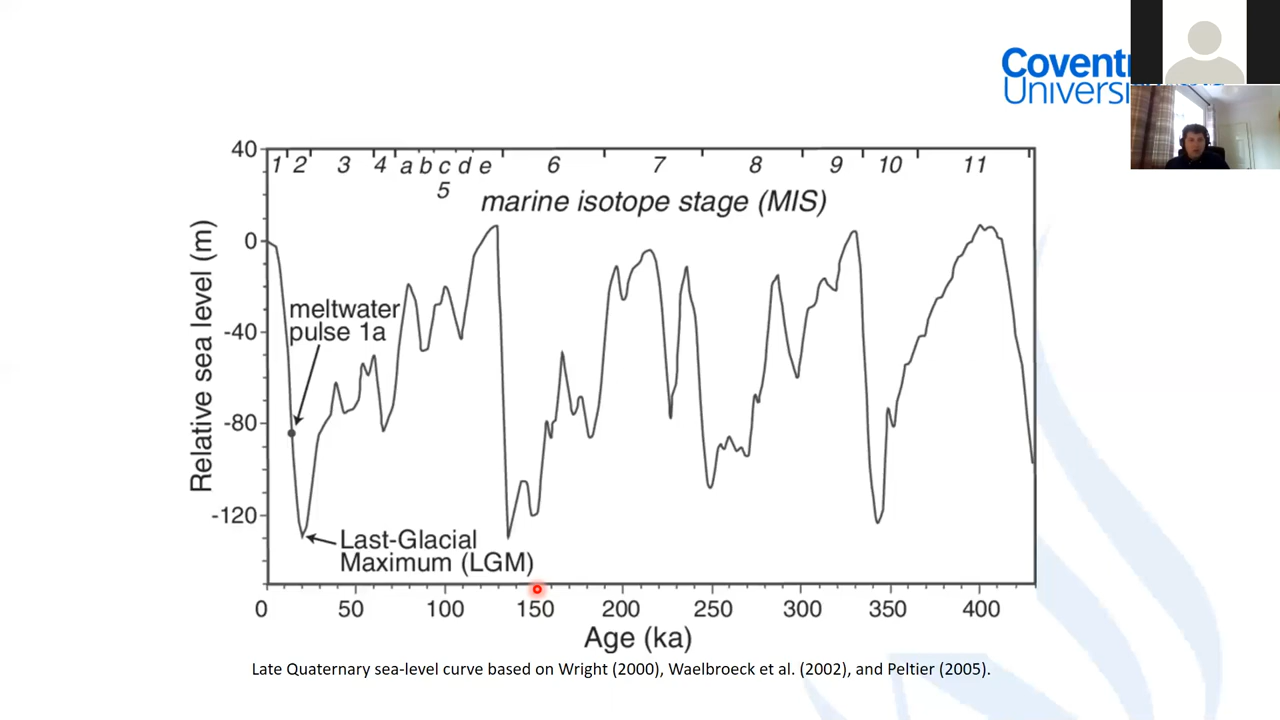 Coventr
Universi
40
1 2 3 4 a b c d e 6 7 8 9 10 11
5
marine isotope stage (MIS)
0
meltwater
pulse 1a
-40
-80
-120
Relative sea level (m)
Last-Glacial
Maximum (LGM)
0 50 100 150 200 250 300 350 400
Age (ka)
Late Quaternary sea-level curve based on Wright (2000), Waelbroeck et al. (2002), and Peltier (2005).